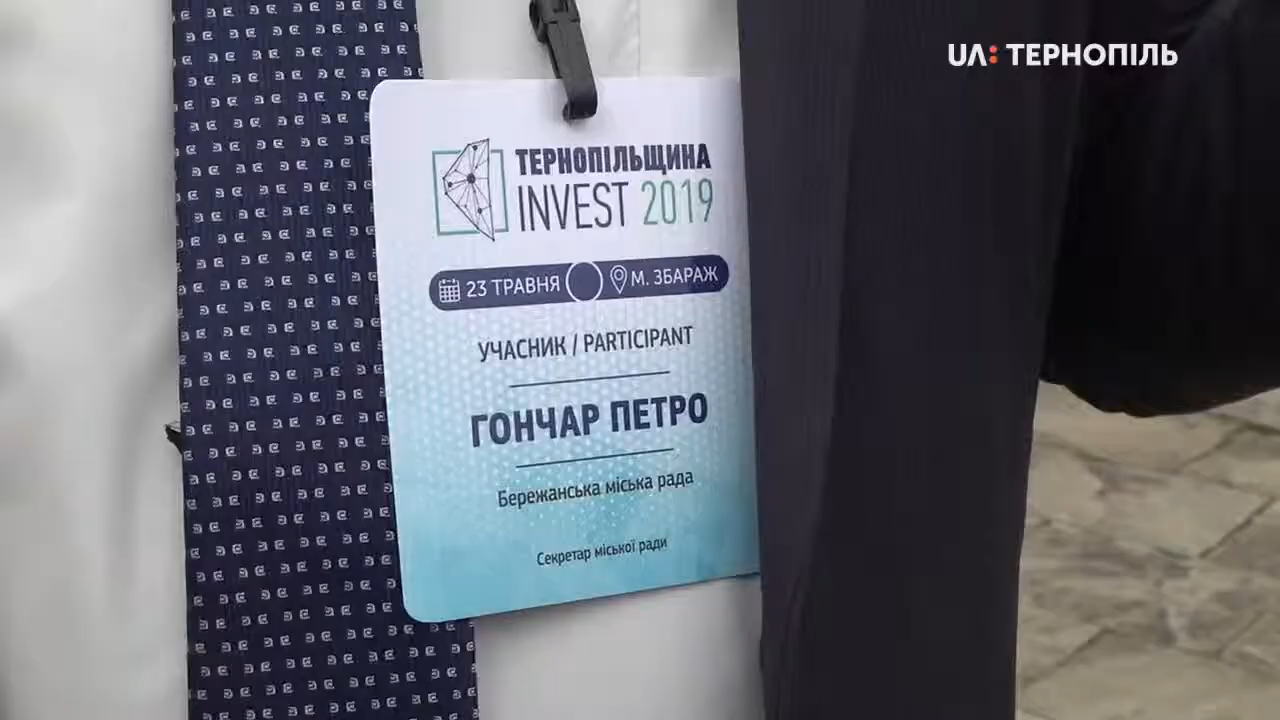 UA: ТЕРНОПІЛЬ
ТЕРНОПІЛЬЩИНА
INVEST 2019
23 ТРАВНЯ М. ЗБАРАЖ
УЧАСНИК / PARTICIPANT
ГОНЧАР ПЕТРО
Бережанська міська рада
Секретар міської ради